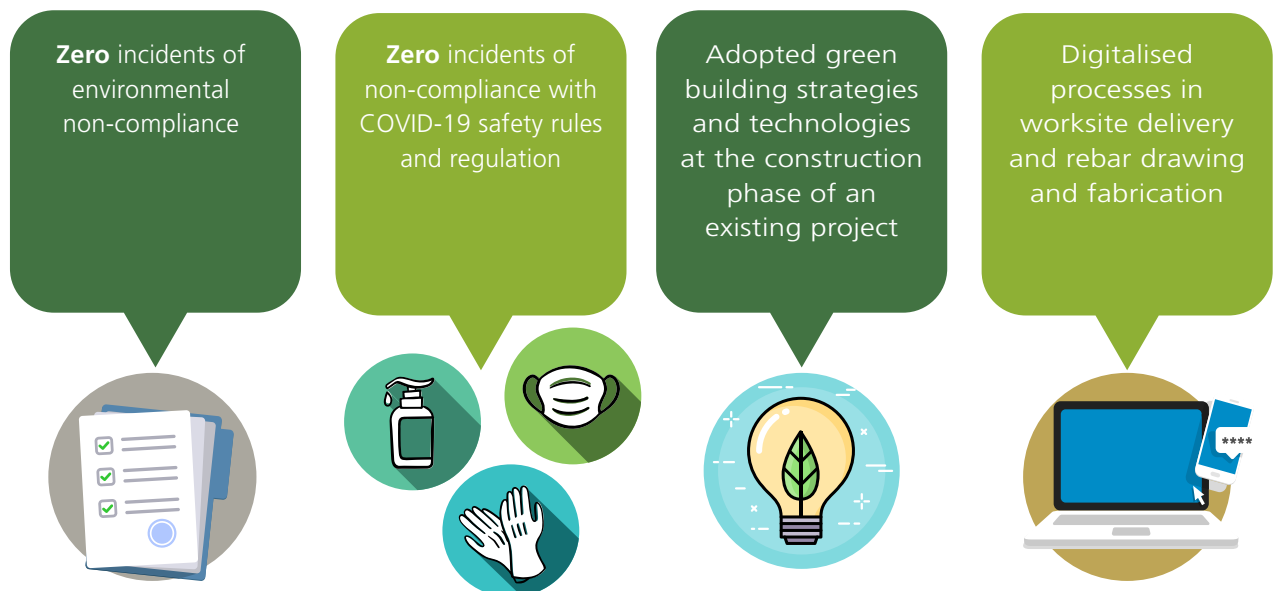 Zero incidents of
environmental
non-compliance
Zero incidents of
non-compliance with
COVID-19 safety rules
and regulation
Adopted green
building strategies
and technologies
at the construction
phase of an
existing project
Digitalised
processes in
worksite delivery
and rebar drawing
and fabrication
****